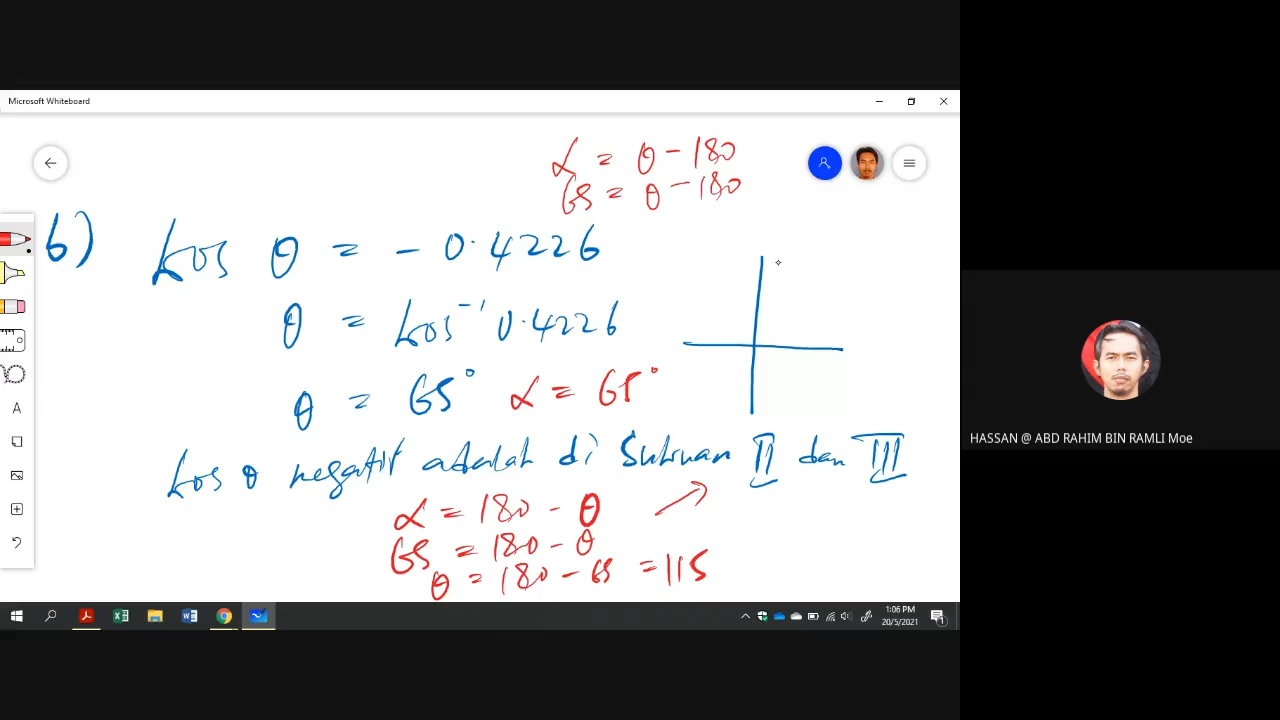 Microsoft Whiteboard
α = θ - 180
65 = θ - 180
b) kos θ = - 0.4226
θ = kos⁻¹ 0.4226
θ = 65° α = 65°
kos θ negatif adalah di Sukuan II dan III
α = 180 - θ
65 = 180 - θ
θ = 180 - 65 = 115
HASSAN @ ABD RAHIM BIN RAMLI Moe
A
1:06 PM
20/5/2021
1